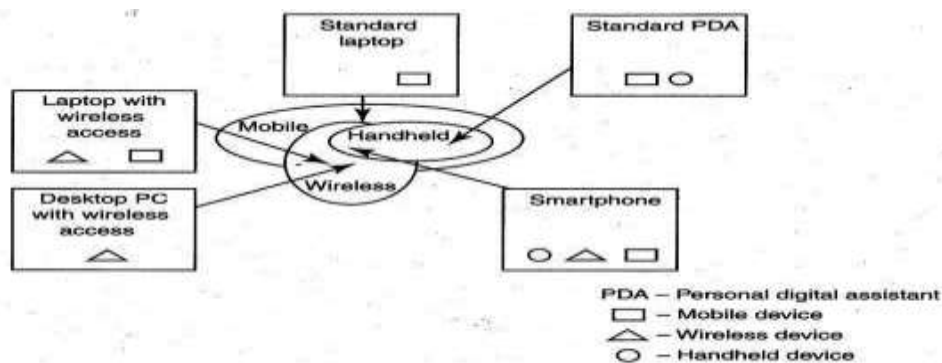 Standard
laptop
Standard PDA
Laptop with
wireless
access
Mobile
Handheld
Wireless
Desktop PC
with wireless
access
Smartphone
PDA – Personal digital assistant
– Mobile device
– Wireless device
– Handheld device